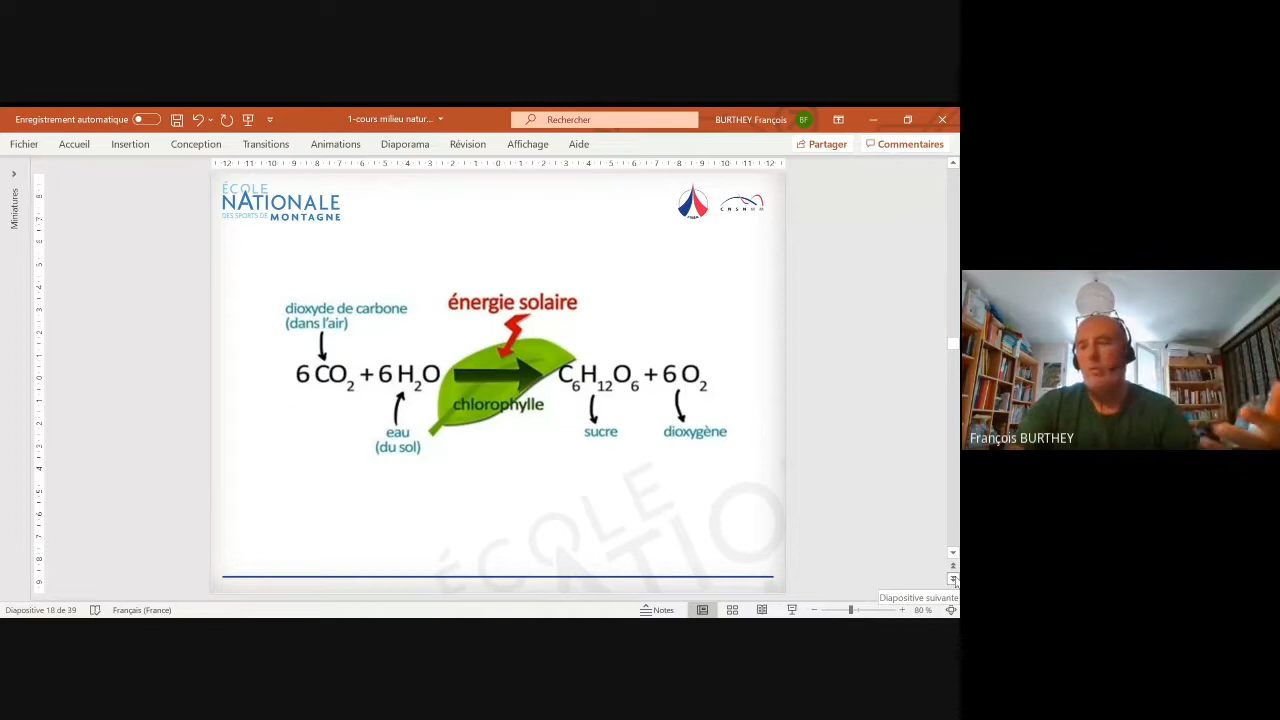 Enregistrement automatique
1-cours milieu natur...
Rechercher
BURTHEY François
BF
Fichier
Accueil
Insertion
Conception
Transitions
Animations
Diaporama
Révision
Affichage
Aide
Partager
Commentaires
Miniatures
ÉCOLE
NATIONALE
DES SPORTS DE MONTAGNE
CNSNMM
dioxyde de carbone
(dans l'air)
énergie solaire
6 CO2 + 6 H2O
C6H12O6 + 6 O2
chlorophylle
eau
(du sol)
sucre
dioxygène
ÉCOLE
NATIO
François BURTHEY
Diapositive suivante
Diapositive 18 de 39
Français (France)
Notes
80 %